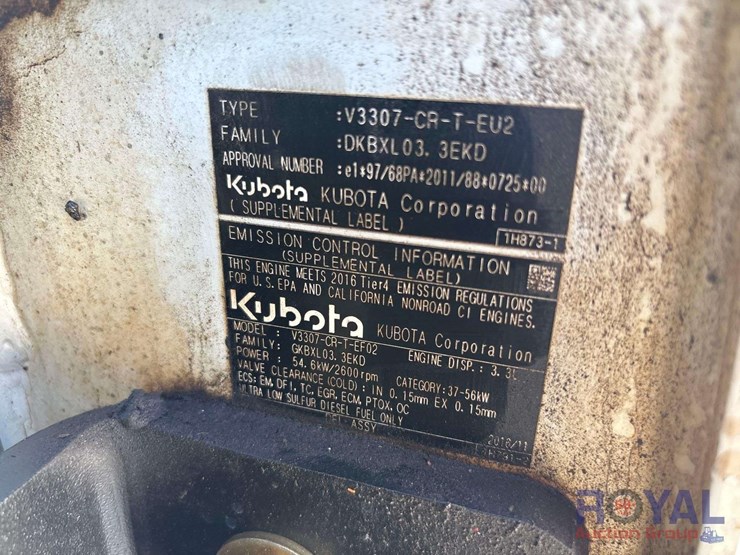 TYPE :V3307-CR-T-EU2
FAMILY :DKBXL03.3EKD
APPROVAL NUMBER :e1*97/68PA*2011/88*0725*00
Kubota KUBOTA Corporation
(SUPPLEMENTAL LABEL)
1H873-1
EMISSION CONTROL INFORMATION
(SUPPLEMENTAL LABEL)
THIS ENGINE MEETS 2016 Tier4 EMISSION REGULATIONS
FOR U.S.EPA AND CALIFORNIA NONROAD CI ENGINES.
Kubota KUBOTA Corporation
MODEL : V3307-CR-T-EF02
FAMILY: GKBXL03.3EKD ENGINE DISP.: 3.3L
POWER : 54.6kW/2600rpm CATEGORY:37-56kW
VALVE CLEARANCE(COLD): IN 0.15mm EX 0.15mm
ECS: EM,DFI,TC,EGR,ECM,PTOX,OC
ULTRA LOW SULFUR DIESEL FUEL ONLY
ASSY 2016/11
ROYAL
Auction Group